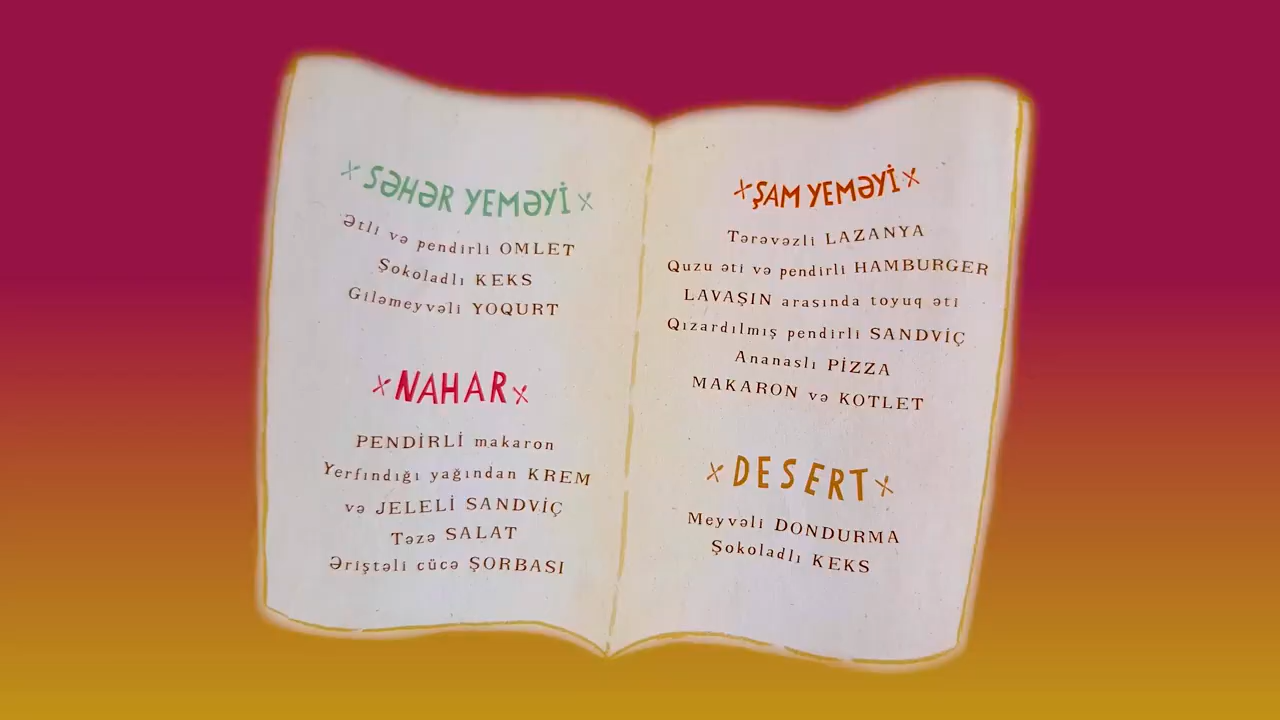 SƏHƏR YEMƏYİ
Ətli və pendirli OMLET
Şokoladlı KEKS
Giləmeyvəli YOQURT
NAHAR
PENDİRLİ makaron
Yerfındığı yağından KREM
və JELELİ SANDVİÇ
Təzə SALAT
Əriştəli cücə ŞORBASI
ŞAM YEMƏYİ
Tərəvəzli LAZANYA
Quzu əti və pendirli HAMBURGER
LAVAŞIN arasında toyuq əti
Qızardılmış pendirli SANDVİÇ
Ananaslı PİZZA
MAKARON və KOTLET
DESERT
Meyvəli DONDURMA
Şokoladlı KEKS